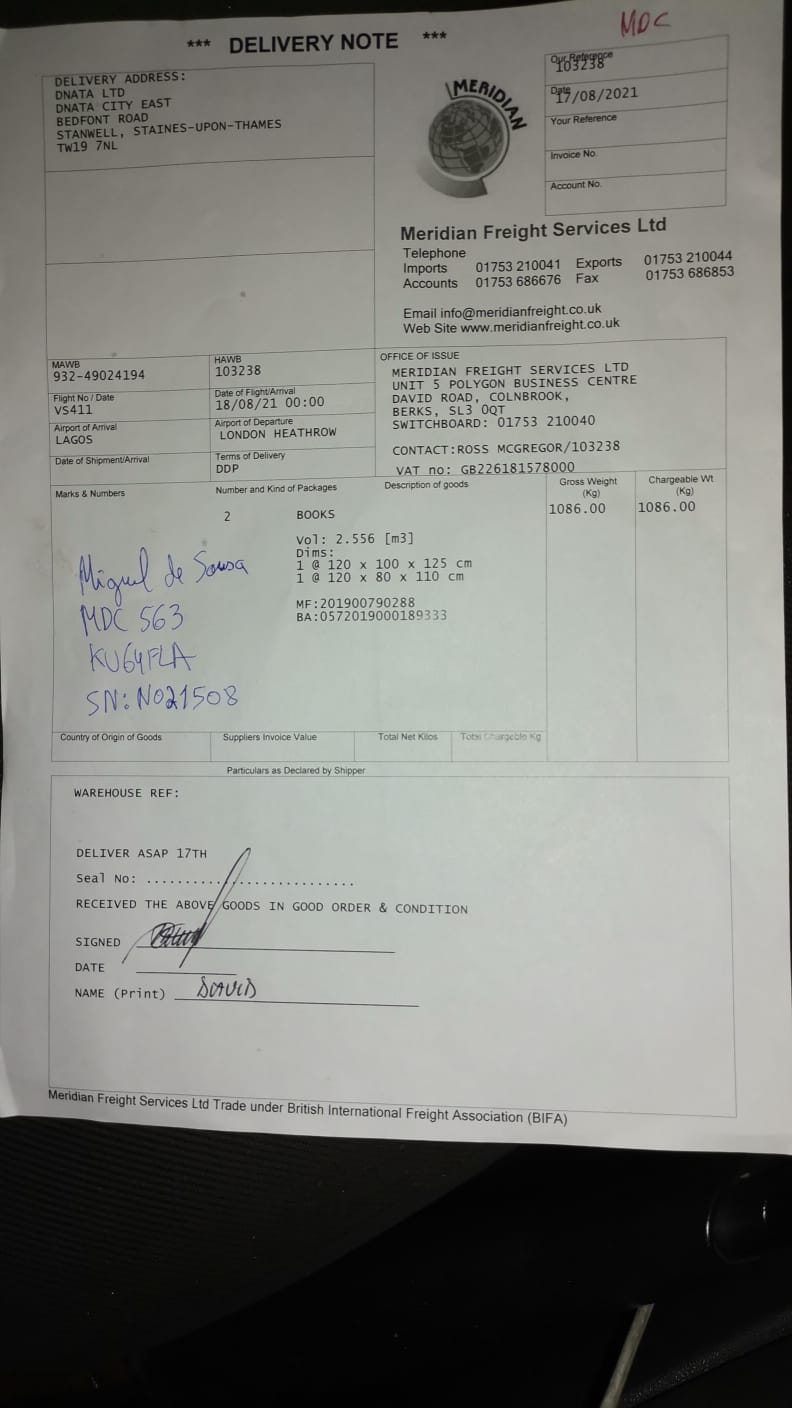 MDC
*** DELIVERY NOTE ***
DELIVERY ADDRESS:
DNATA LTD
DNATA CITY EAST
BEDFONT ROAD
STANWELL, STAINES-UPON-THAMES
TW19 7NL
MERIDIAN
Our Reference
103238
Date
17/08/2021
Your Reference
Invoice No.
Account No.
Meridian Freight Services Ltd
Telephone
Imports 01753 210041 Exports 01753 210044
Accounts 01753 686676 Fax 01753 686853
Email info@meridianfreight.co.uk
Web Site www.meridianfreight.co.uk
MAWB
932-49024194
HAWB
103238
Flight No / Date
VS411
Date of Flight/Arrival
18/08/21 00:00
Airport of Arrival
LAGOS
Airport of Departure
LONDON HEATHROW
Date of Shipment/Arrival
Terms of Delivery
DDP
OFFICE OF ISSUE
MERIDIAN FREIGHT SERVICES LTD
UNIT 5 POLYGON BUSINESS CENTRE
DAVID ROAD, COLNBROOK,
BERKS, SL3 0QT
SWITCHBOARD: 01753 210040
CONTACT:ROSS MCGREGOR/103238
VAT no: GB226181578000
Marks & Numbers Number and Kind of Packages Description of goods Gross Weight (Kg) Chargeable Wt (Kg)
2 BOOKS 1086.00 1086.00
Vol: 2.556 [m3]
Dims:
1 @ 120 x 100 x 125 cm
1 @ 120 x 80 x 110 cm
MF:201900790288
BA:0572019000189333
Miguel de Sousa
MDC 563
KU64FLA
SN: N021508
Country of Origin of Goods Suppliers Invoice Value Total Net Kilos Total Chargeble Kg
Particulars as Declared by Shipper
WAREHOUSE REF:
DELIVER ASAP 17TH
Seal No: ..............................
RECEIVED THE ABOVE GOODS IN GOOD ORDER & CONDITION
SIGNED
DATE
NAME (Print) DAVID
Meridian Freight Services Ltd Trade under British International Freight Association (BIFA)